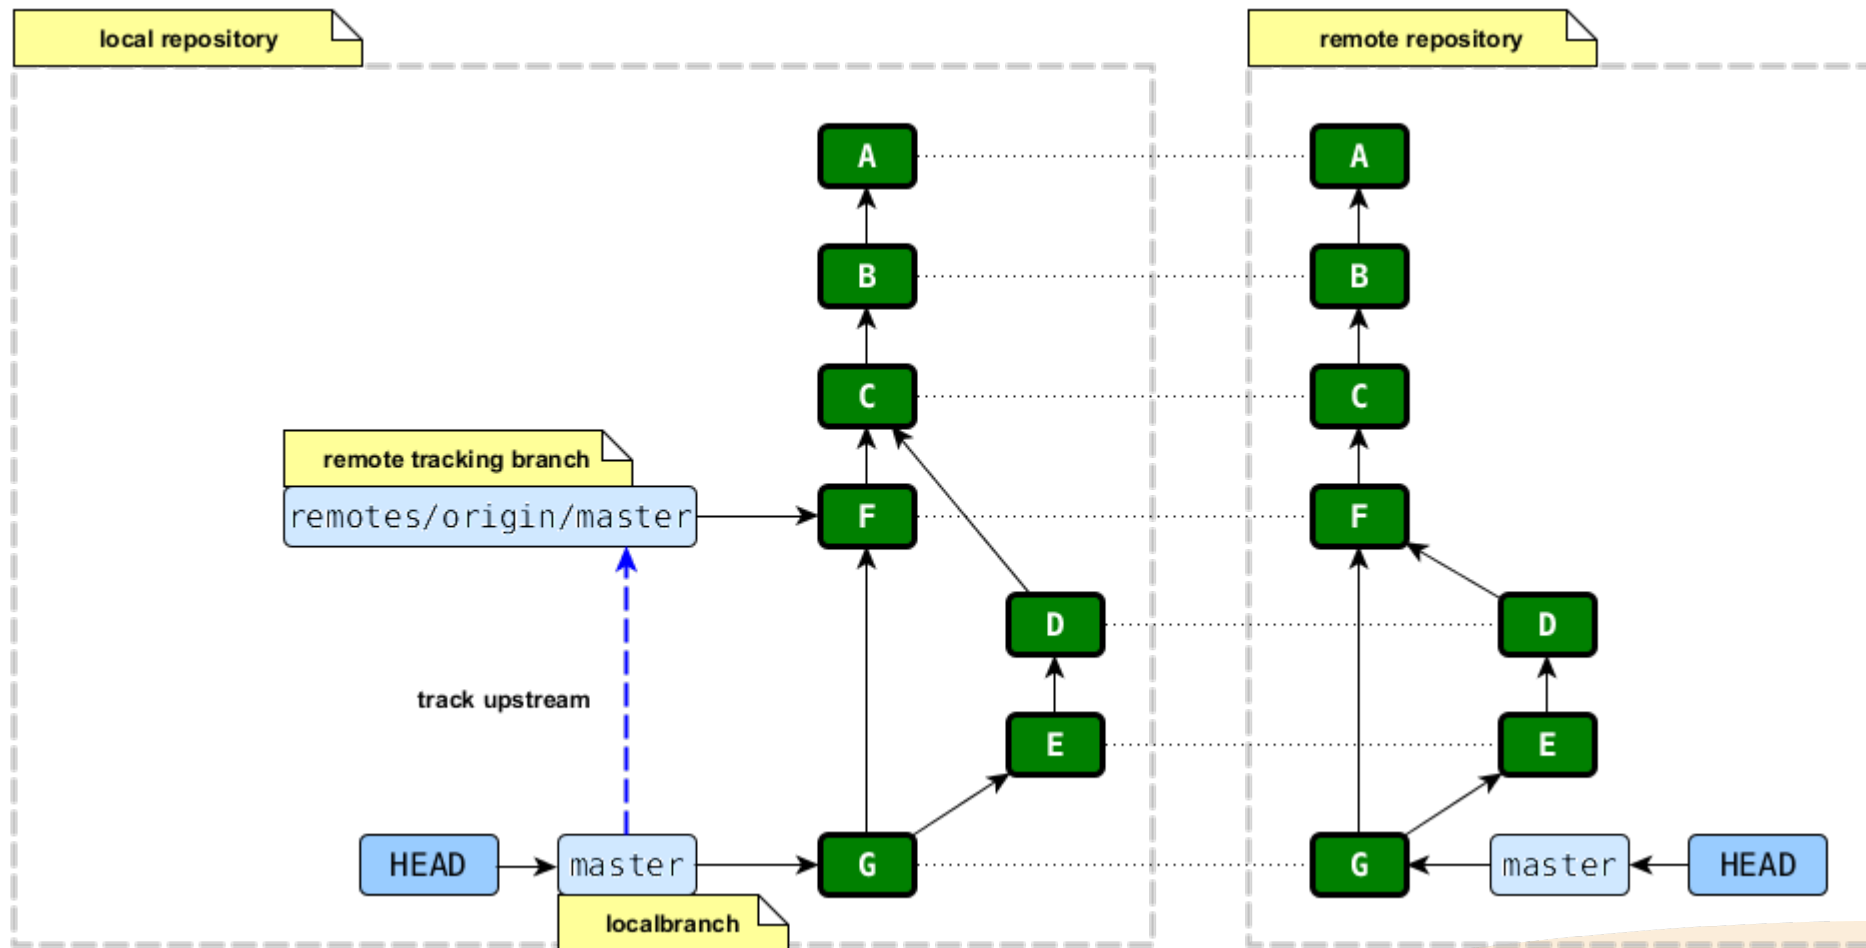 local repository
remote repository
A
A
B
B
C
C
remote tracking branch
remotes/origin/master
F
F
D
D
track upstream
E
E
HEAD
master
G
G
master
HEAD
localbranch